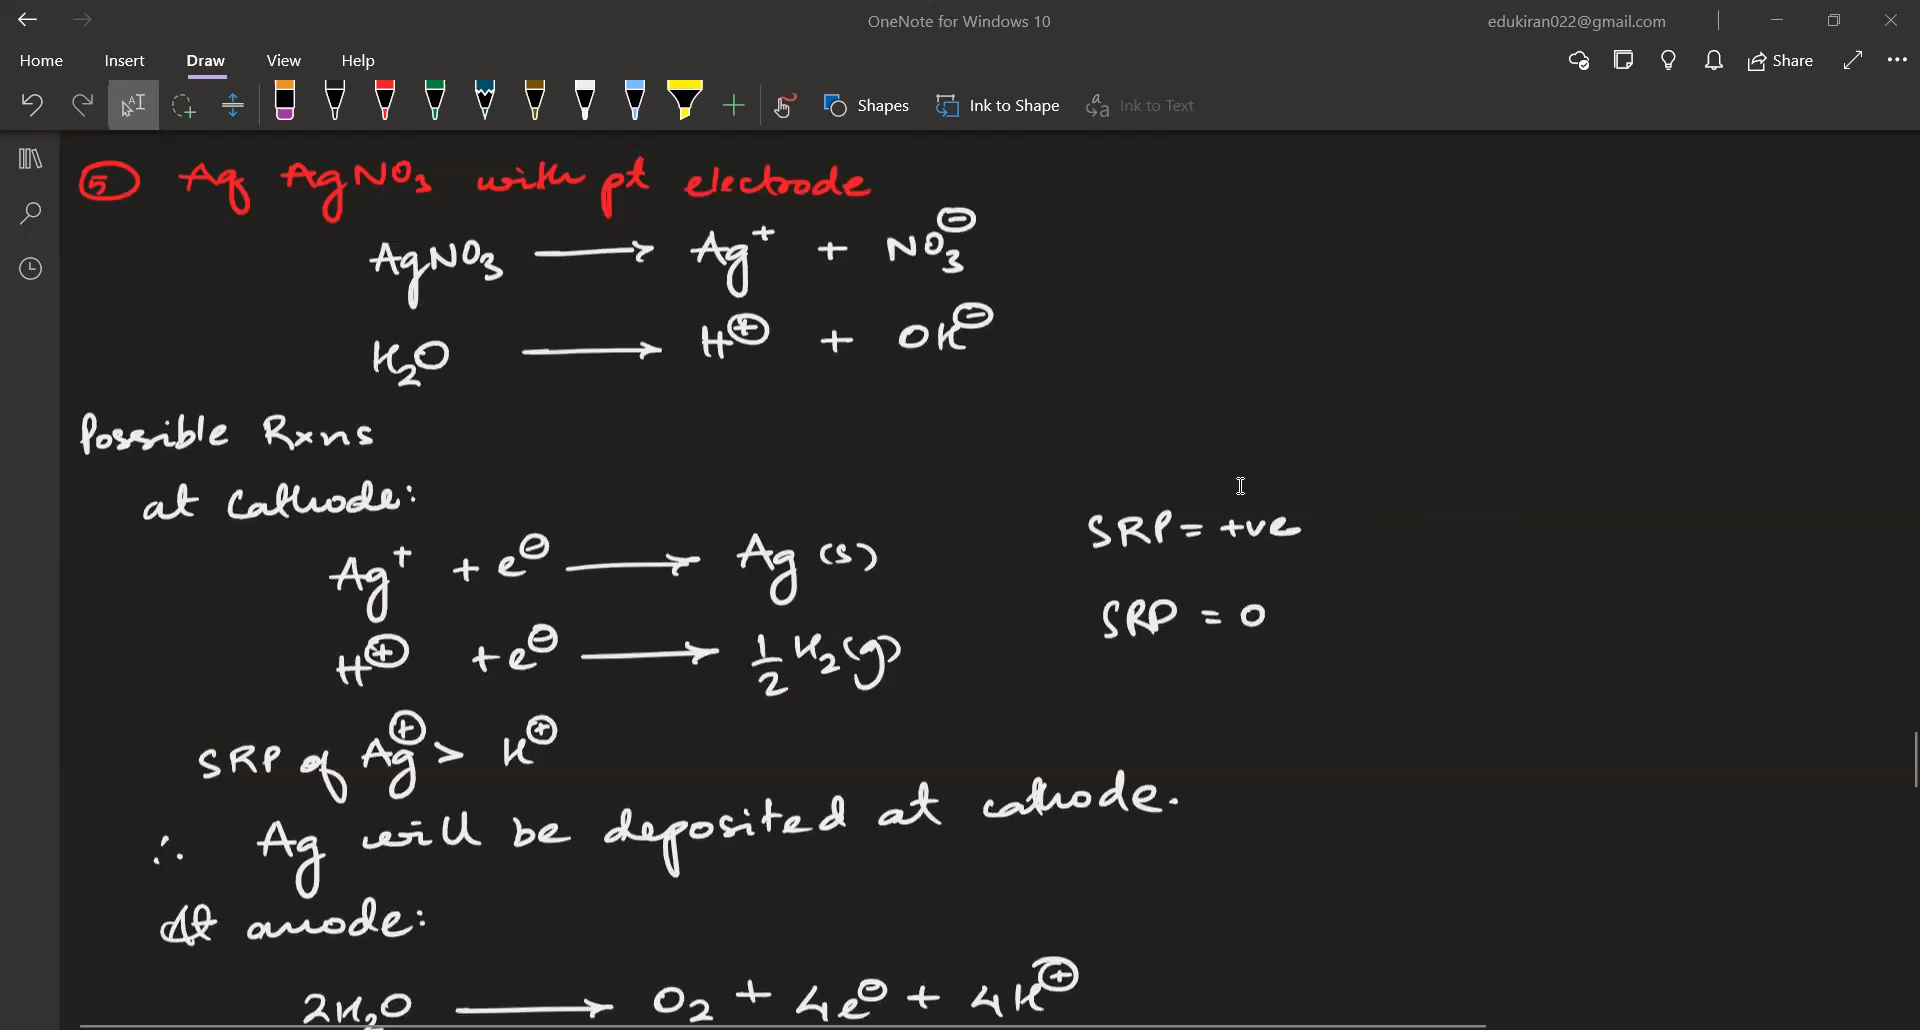 OneNote for Windows 10
edukiran022@gmail.com
Home Insert Draw View Help
Share
Shapes Ink to Shape Ink to Text
⑤ Aq AgNO₃ with pt electrode
AgNO₃ ⟶ Ag⁺ + NO₃⊖
H₂O ⟶ H⊕ + OH⊖
Possible Rxns
at Cathode:
Ag⁺ + e⊖ ⟶ Ag (s) SRP = +ve
H⊕ + e⊖ ⟶ 1/2 H₂(g) SRP = 0
SRP of Ag⊕ > H⊕
∴ Ag will be deposited at cathode.
At anode:
2H₂O ⟶ O₂ + 4e⊖ + 4H⊕